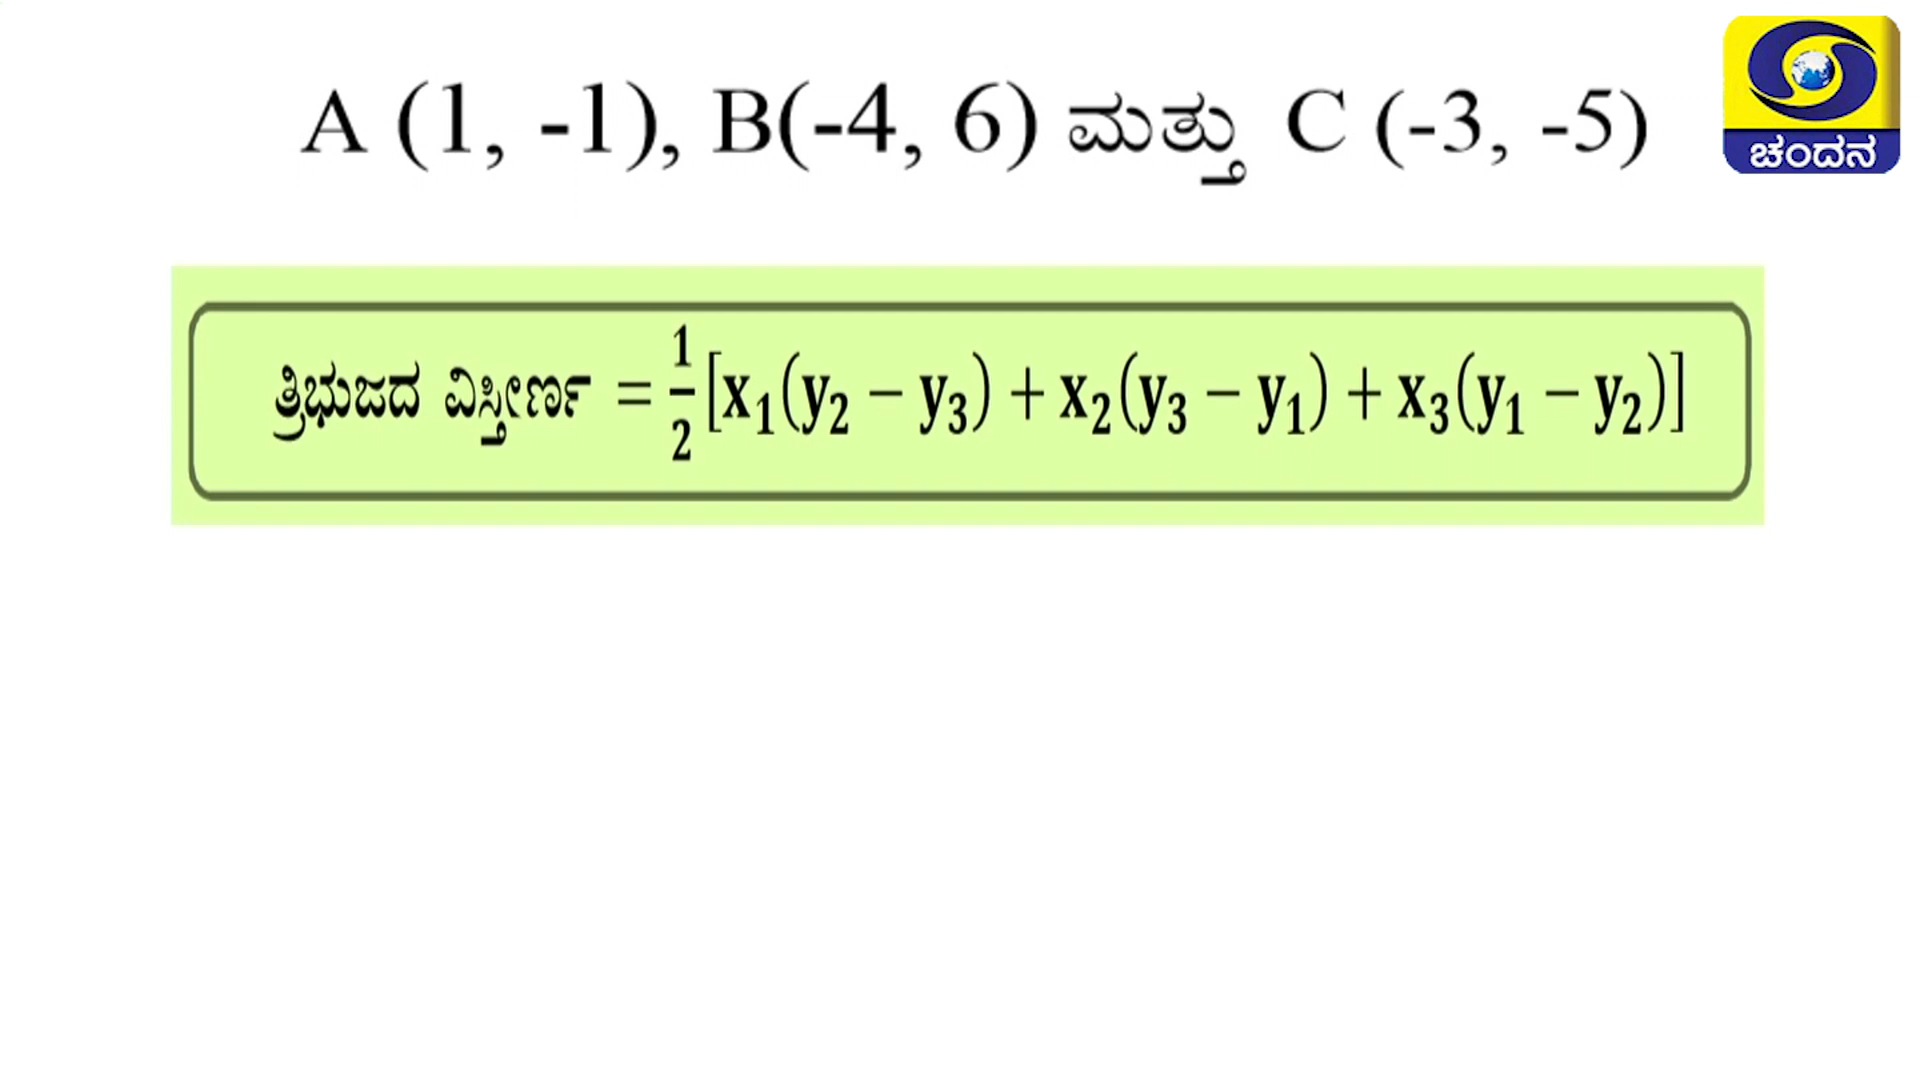 A (1, -1), B(-4, 6) ಮತ್ತು C (-3, -5)
ಚಂದನ
ತ್ರಿಭುಜದ ವಿಸ್ತೀರ್ಣ = 1/2 [x₁(y₂ − y₃) + x₂(y₃ − y₁) + x₃(y₁ − y₂)]